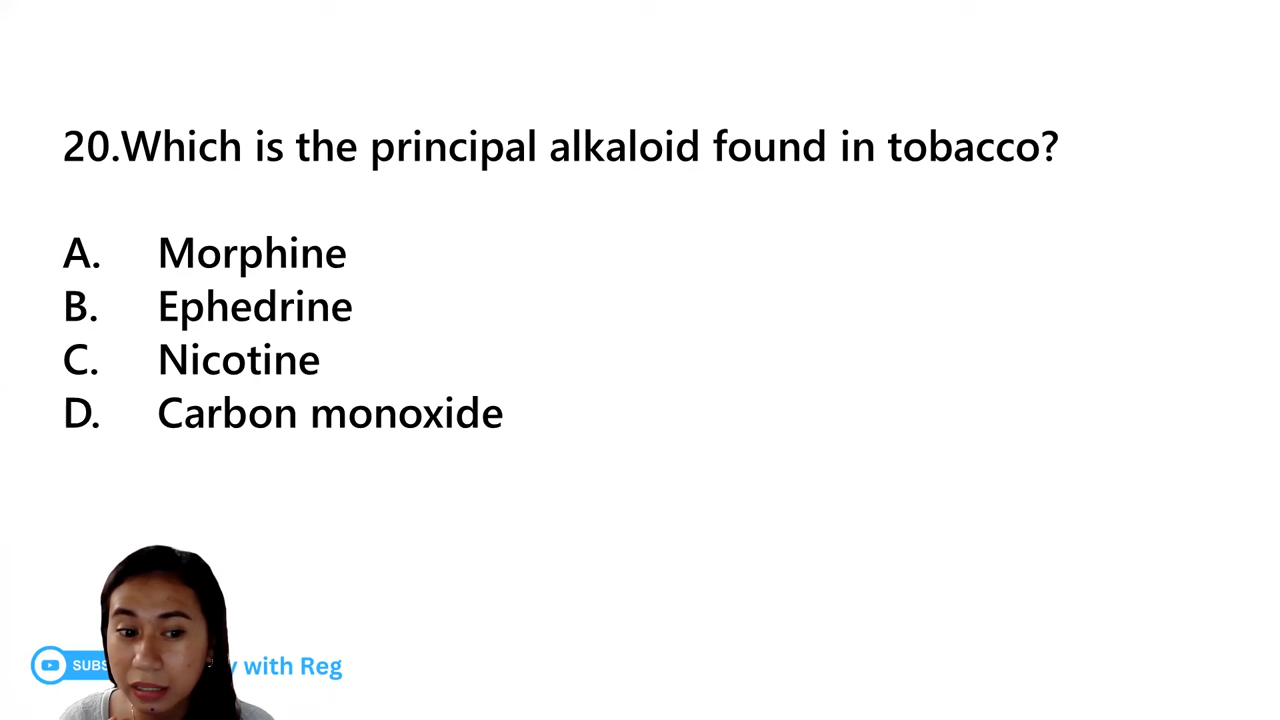 20.Which is the principal alkaloid found in tobacco?
A. Morphine
B. Ephedrine
C. Nicotine
D. Carbon monoxide
with Reg